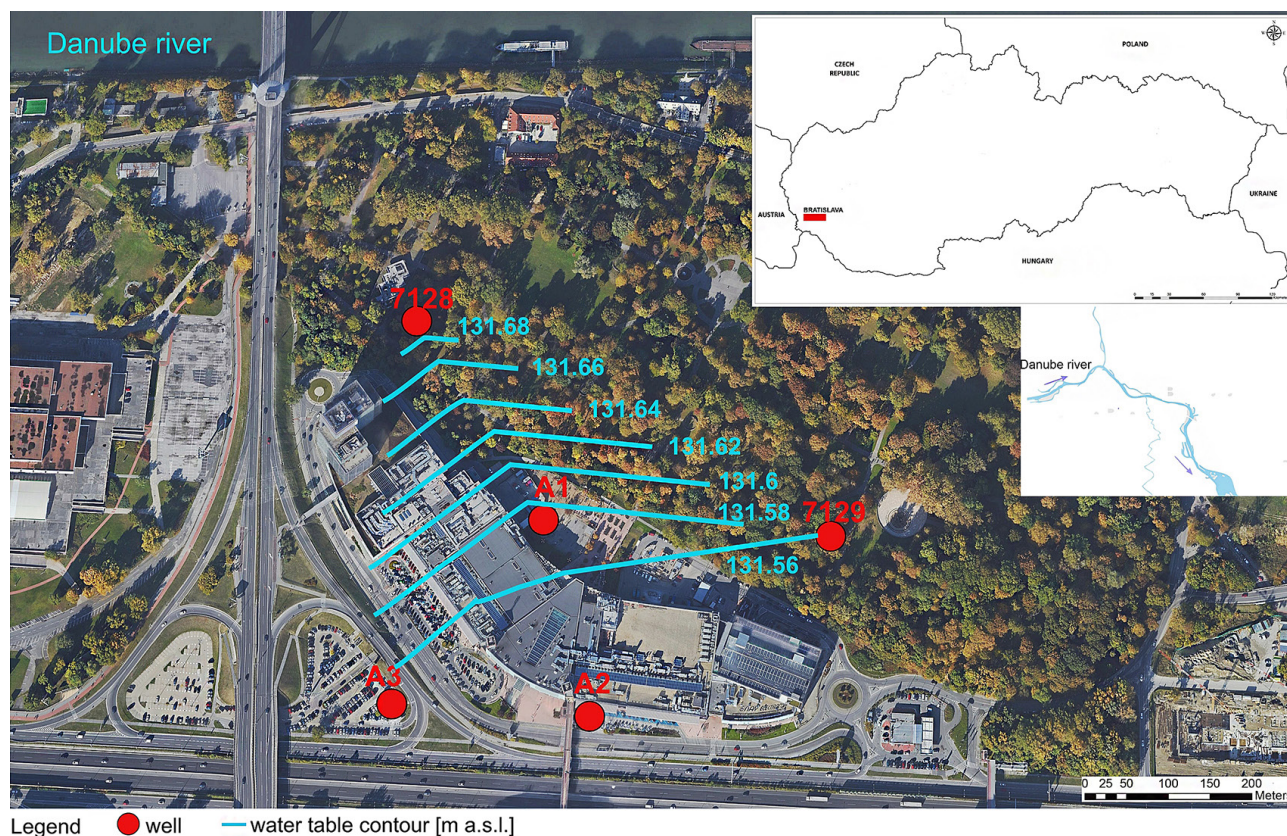 Danube river
POLAND
CZECH
REPUBLIC
UKRAINE
AUSTRIA
BRATISLAVA
HUNGARY
Danube river
7128
131.68
131.66
131.64
131.62
131.6
A1
131.58
7129
131.56
A3
A2
0 25 50 100 150 200
Meters
Legend well water table contour [m a.s.l.]